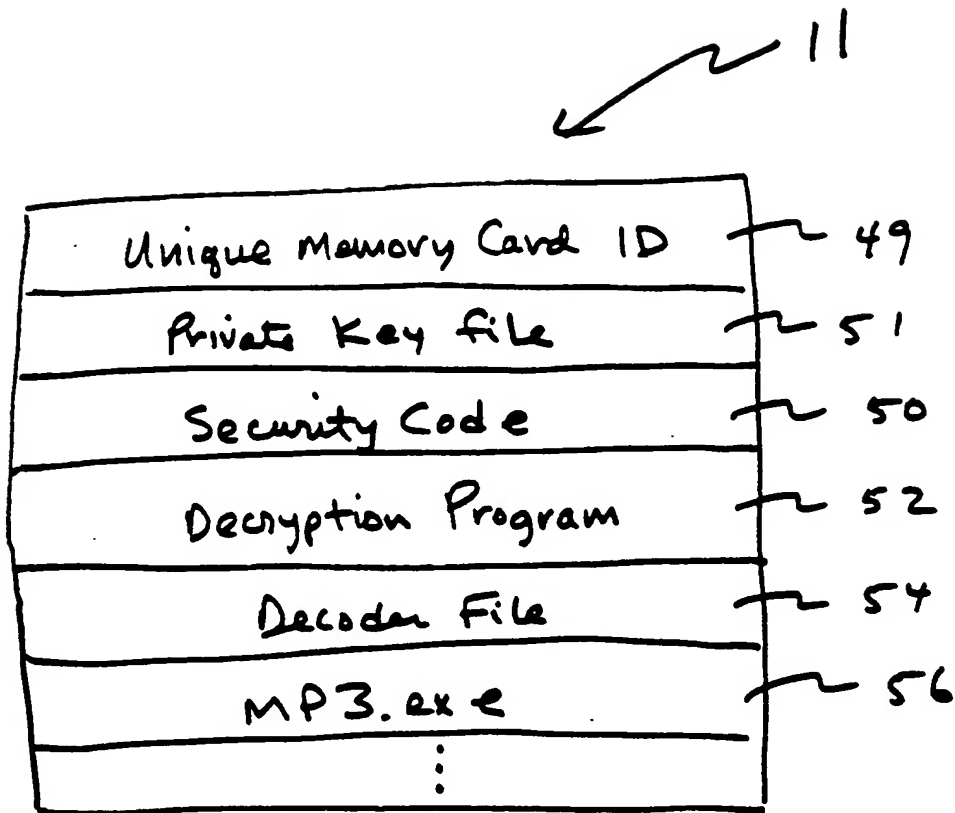 11
Unique Memory Card ID 49
Private Key file 51
Security Code 50
Decryption Program 52
Decoder File 54
MP3.exe 56
⋮